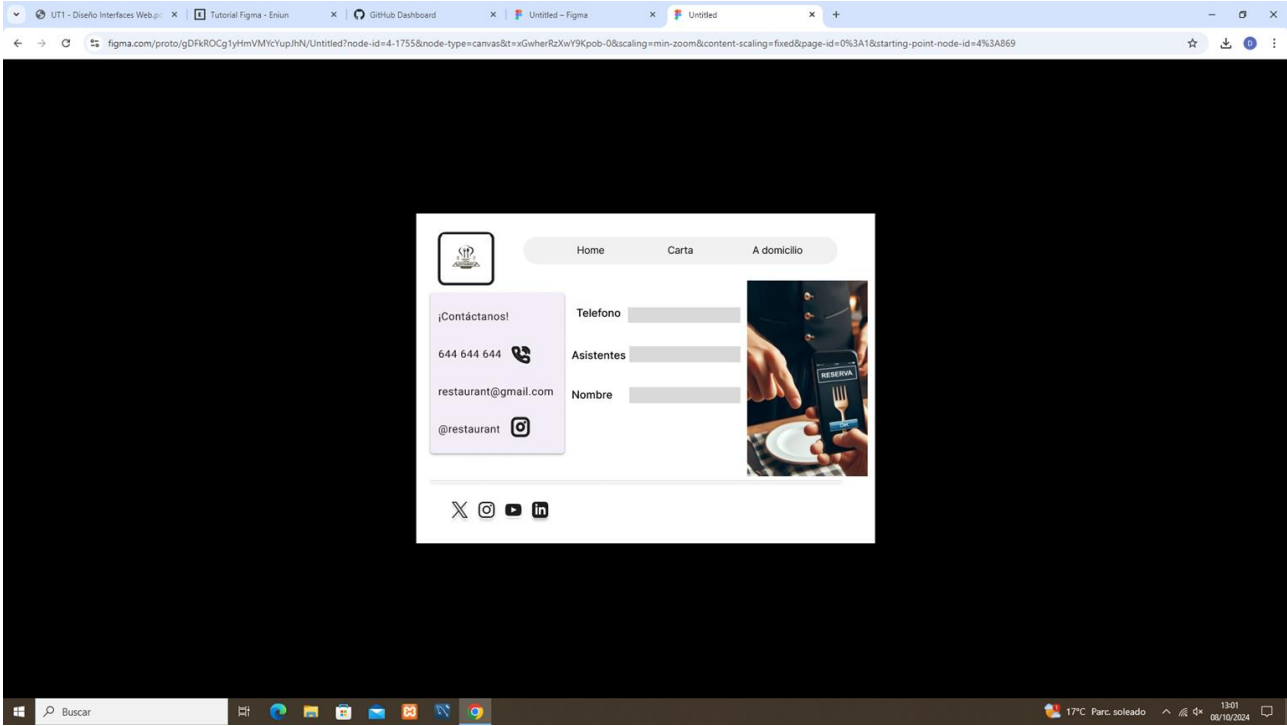 UT1 - Diseño Interfaces Web.pc
Tutorial Figma - Eniun
GitHub Dashboard
Untitled – Figma
Untitled
figma.com/proto/gDFkROCg1yHmVMYcYupJhN/Untitled?node-id=4-1755&node-type=canvas&t=xGwherRzXwY9Kpob-0&scaling=min-zoom&content-scaling=fixed&page-id=0%3A1&starting-point-node-id=4%3A869
D
Home
Carta
A domicilio
¡Contáctanos!
644 644 644
restaurant@gmail.com
@restaurant
Telefono
Asistentes
Nombre
RESERVA
Buscar
17°C Parc. soleado
13:01
08/10/2024